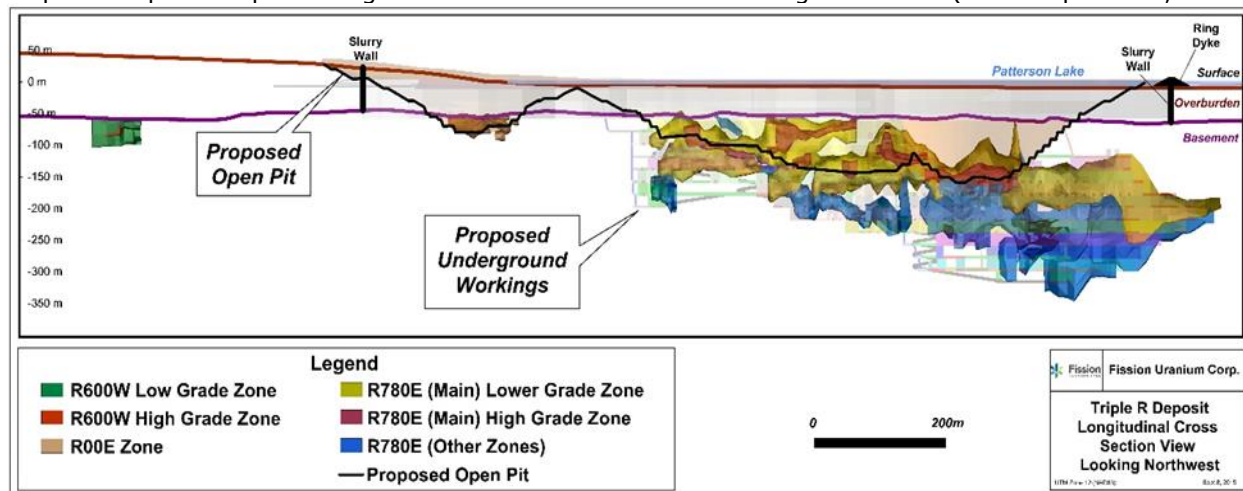 Slurry
Wall
Slurry
Wall
Ring
Dyke
50 m
0 m
-50 m
-100 m
-150 m
-200 m
-250 m
-300 m
-350 m
Patterson Lake
Surface
Overburden
Basement
Proposed
Open Pit
Proposed
Underground
Workings
Legend
R600W Low Grade Zone
R600W High Grade Zone
R00E Zone
R780E (Main) Lower Grade Zone
R780E (Main) High Grade Zone
R780E (Other Zones)
Proposed Open Pit
0 200m
Fission Fission Uranium Corp.
Triple R Deposit
Longitudinal Cross
Section View
Looking Northwest